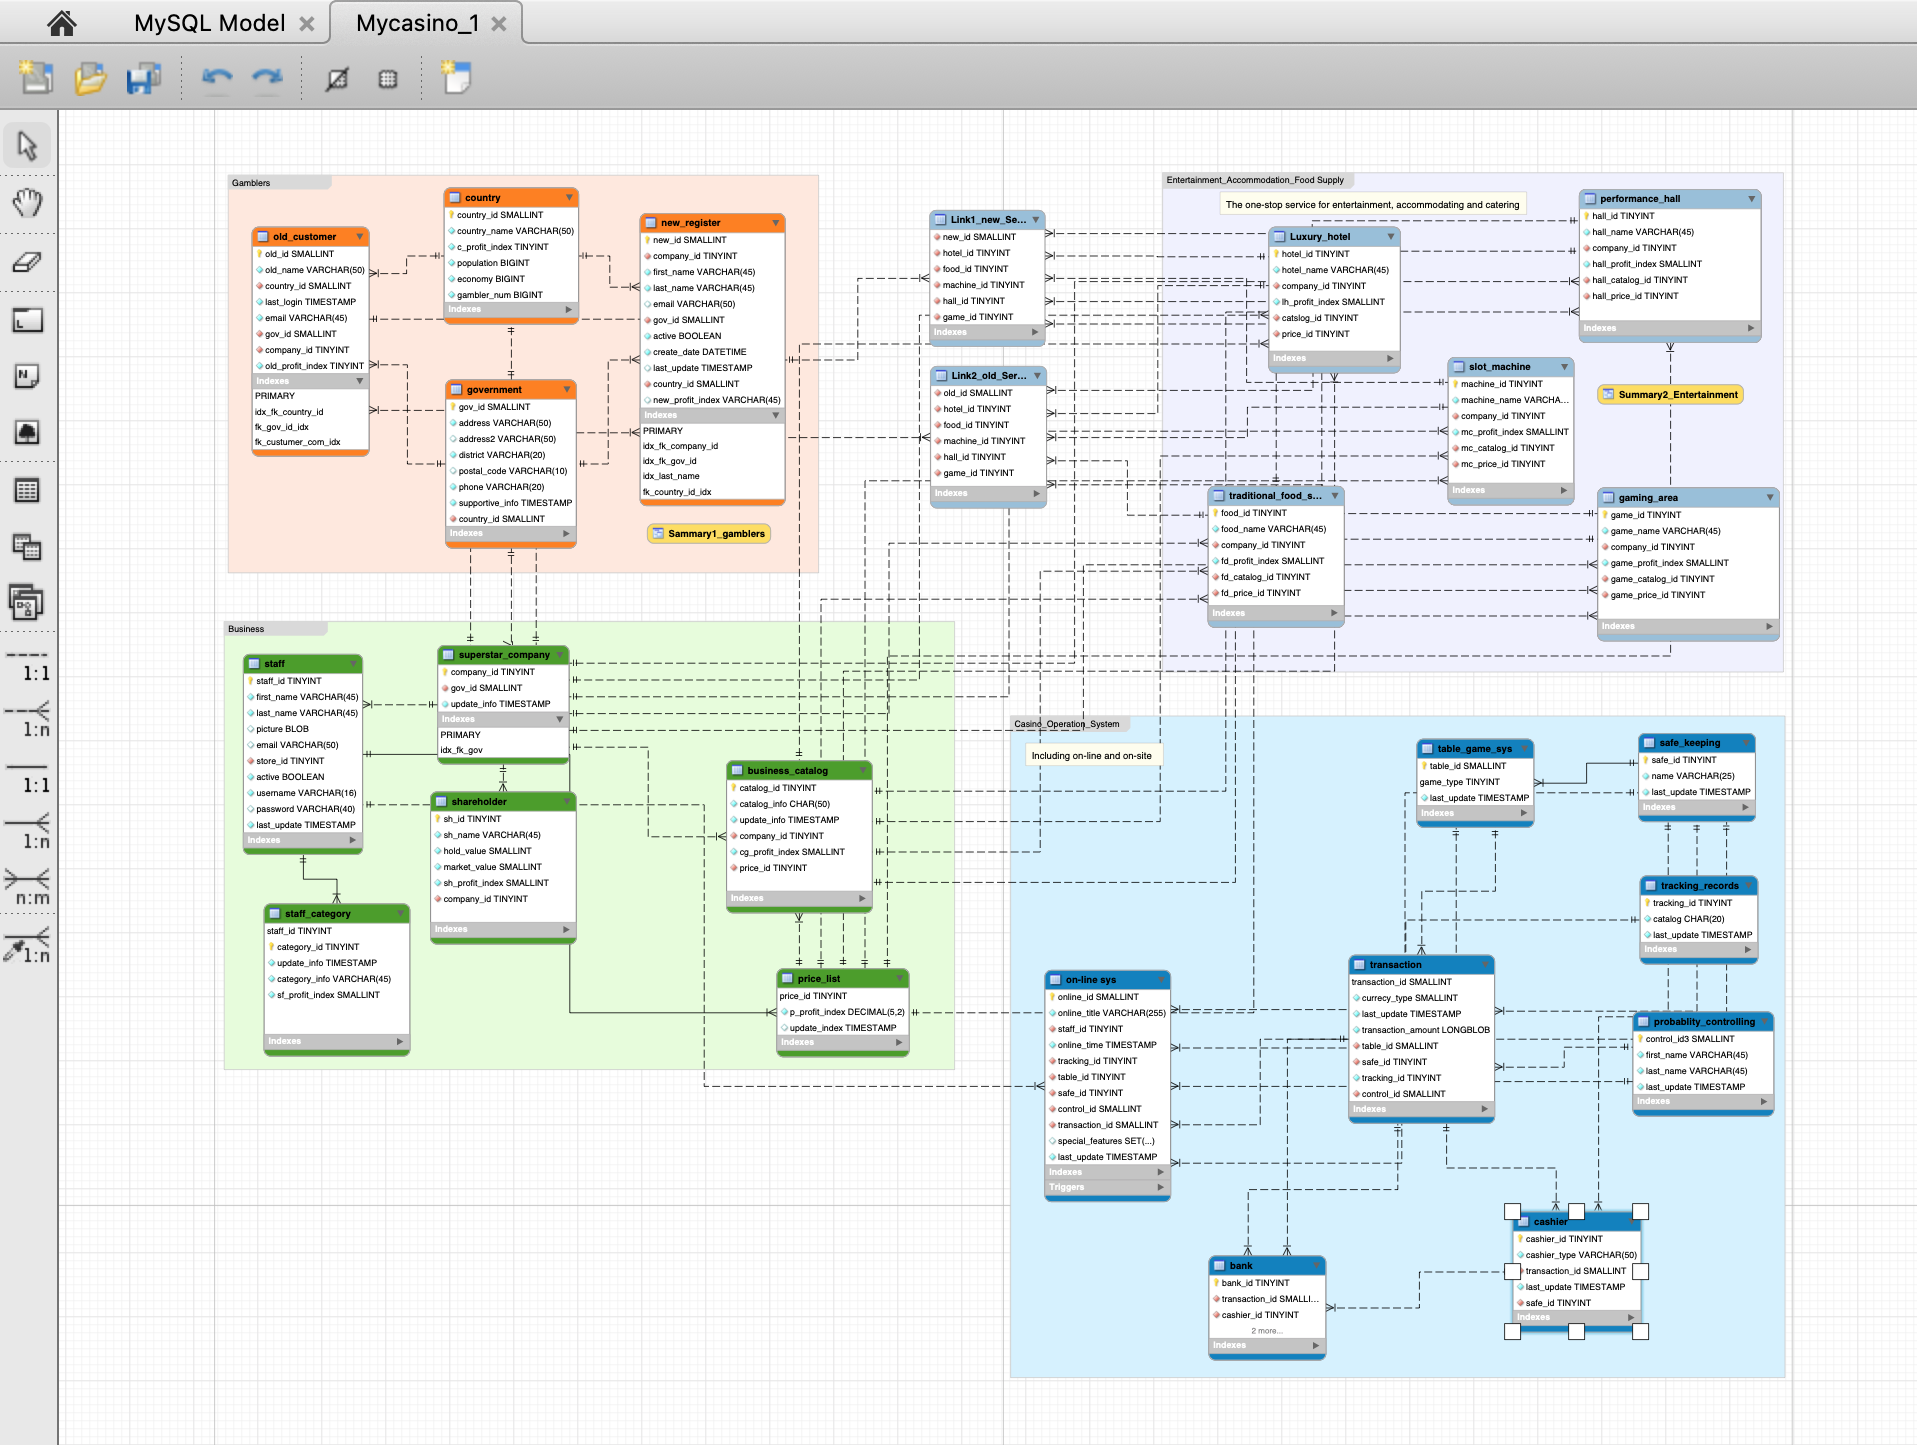 MySQL Model
Mycasino_1
1:1
1:n
1:1
1:n
n:m
1:n
Gamblers
old_customer
old_id SMALLINT
old_name VARCHAR(50)
country_id SMALLINT
last_login TIMESTAMP
email VARCHAR(45)
gov_id SMALLINT
company_id TINYINT
old_profit_index TINYINT
Indexes
PRIMARY
idx_fk_country_id
fk_gov_id_idx
fk_custumer_com_idx
country
country_id SMALLINT
country_name VARCHAR(50)
c_profit_index TINYINT
population BIGINT
economy BIGINT
gambler_num BIGINT
Indexes
government
gov_id SMALLINT
address VARCHAR(50)
address2 VARCHAR(50)
district VARCHAR(20)
postal_code VARCHAR(10)
phone VARCHAR(20)
supportive_info TIMESTAMP
country_id SMALLINT
Indexes
new_register
new_id SMALLINT
company_id TINYINT
first_name VARCHAR(45)
last_name VARCHAR(45)
email VARCHAR(50)
gov_id SMALLINT
active BOOLEAN
create_date DATETIME
last_update TIMESTAMP
country_id SMALLINT
new_profit_index VARCHAR(45)
Indexes
PRIMARY
idx_fk_company_id
idx_fk_gov_id
idx_last_name
fk_country_id_idx
Sammary1_gamblers
Link1_new_Se...
new_id SMALLINT
hotel_id TINYINT
food_id TINYINT
machine_id TINYINT
hall_id TINYINT
game_id TINYINT
Indexes
Link2_old_Ser...
old_id SMALLINT
hotel_id TINYINT
food_id TINYINT
machine_id TINYINT
hall_id TINYINT
game_id TINYINT
Indexes
Entertainment_Accommodation_Food Supply
The one-stop service for entertainment, accommodating and catering
Luxury_hotel
hotel_id TINYINT
hotel_name VARCHAR(45)
company_id TINYINT
lh_profit_index SMALLINT
catslog_id TINYINT
price_id TINYINT
Indexes
performance_hall
hall_id TINYINT
hall_name VARCHAR(45)
company_id TINYINT
hall_profit_index SMALLINT
hall_catalog_id TINYINT
hall_price_id TINYINT
Indexes
slot_machine
machine_id TINYINT
machine_name VARCHA...
company_id TINYINT
mc_profit_index SMALLINT
mc_catalog_id TINYINT
mc_price_id TINYINT
Indexes
Summary2_Entertainment
traditional_food_s...
food_id TINYINT
food_name VARCHAR(45)
company_id TINYINT
fd_profit_index SMALLINT
fd_catalog_id TINYINT
fd_price_id TINYINT
Indexes
gaming_area
game_id TINYINT
game_name VARCHAR(45)
company_id TINYINT
game_profit_index SMALLINT
game_catalog_id TINYINT
game_price_id TINYINT
Indexes
Business
staff
staff_id TINYINT
first_name VARCHAR(45)
last_name VARCHAR(45)
picture BLOB
email VARCHAR(50)
store_id TINYINT
active BOOLEAN
username VARCHAR(16)
password VARCHAR(40)
last_update TIMESTAMP
Indexes
superstar_company
company_id TINYINT
gov_id SMALLINT
update_info TIMESTAMP
Indexes
PRIMARY
idx_fk_gov
shareholder
sh_id TINYINT
sh_name VARCHAR(45)
hold_value SMALLINT
market_value SMALLINT
sh_profit_index SMALLINT
company_id TINYINT
Indexes
staff_category
staff_id TINYINT
category_id TINYINT
update_info TIMESTAMP
category_info VARCHAR(45)
sf_profit_index SMALLINT
Indexes
business_catalog
catalog_id TINYINT
catalog_info CHAR(50)
update_info TIMESTAMP
company_id TINYINT
cg_profit_index SMALLINT
price_id TINYINT
Indexes
price_list
price_id TINYINT
p_profit_index DECIMAL(5,2)
update_index TIMESTAMP
Indexes
Casino_Operation_System
Including on-line and on-site
table_game_sys
table_id SMALLINT
game_type TINYINT
last_update TIMESTAMP
Indexes
safe_keeping
safe_id TINYINT
name VARCHAR(25)
last_update TIMESTAMP
Indexes
tracking_records
tracking_id TINYINT
catalog CHAR(20)
last_update TIMESTAMP
Indexes
on-line sys
online_id SMALLINT
online_title VARCHAR(255)
staff_id TINYINT
online_time TIMESTAMP
tracking_id TINYINT
table_id TINYINT
safe_id TINYINT
control_id SMALLINT
transaction_id SMALLINT
special_features SET(...)
last_update TIMESTAMP
Indexes
Triggers
transaction
transaction_id SMALLINT
currecy_type SMALLINT
last_update TIMESTAMP
transaction_amount LONGBLOB
table_id SMALLINT
safe_id TINYINT
tracking_id TINYINT
control_id SMALLINT
Indexes
probablity_controlling
control_id3 SMALLINT
first_name VARCHAR(45)
last_name VARCHAR(45)
last_update TIMESTAMP
Indexes
bank
bank_id TINYINT
transaction_id SMALLI...
cashier_id TINYINT
2 more...
Indexes
cashier
cashier_id TINYINT
cashier_type VARCHAR(50)
transaction_id SMALLINT
last_update TIMESTAMP
safe_id TINYINT
Indexes